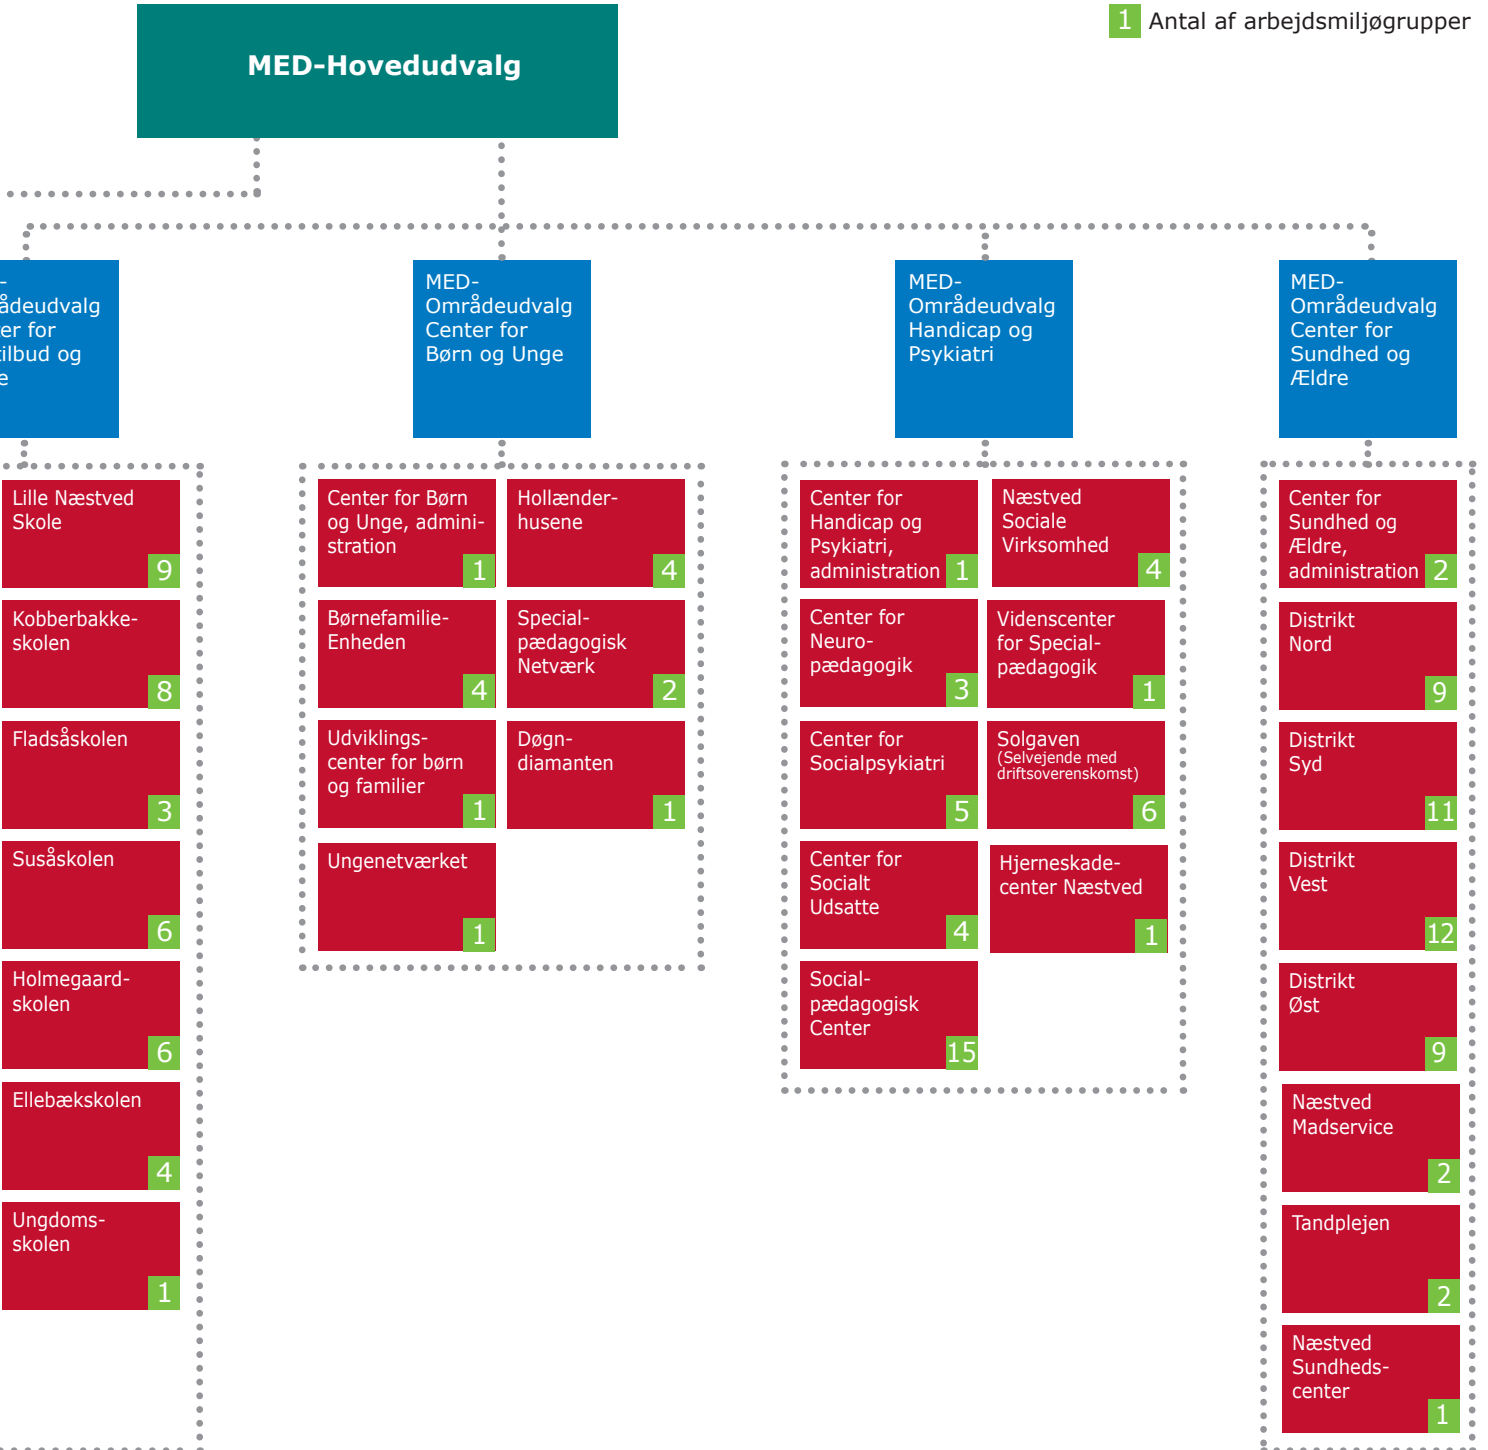 1 Antal af arbejdsmiljøgrupper
MED-Hovedudvalg
er for
ilbud og
MED-
Områdeudvalg
Center for
Børn og Unge
MED-
Områdeudvalg
Handicap og
Psykiatri
MED-
Områdeudvalg
Center for
Sundhed og
Ældre
Lille Næstved
Skole
9
Kobberbakke-
skolen
8
Fladsåskolen
3
Susåskolen
6
Holmegaard-
skolen
6
Ellebækskolen
4
Ungdoms-
skolen
1
Center for Børn
og Unge, admini-
stration
1
Hollænder-
husene
4
Børnefamilie-
Enheden
4
Special-
pædagogisk
Netværk
2
Udviklings-
center for børn
og familier
1
Døgn-
diamanten
1
Ungenetværket
1
Center for
Handicap og
Psykiatri,
administration
1
Næstved
Sociale
Virksomhed
4
Center for
Neuro-
pædagogik
3
Videnscenter
for Special-
pædagogik
1
Center for
Socialpsykiatri
5
Solgaven
(Selvejende med
driftsoverenskomst)
6
Center for
Socialt
Udsatte
4
Hjerneskade-
center Næstved
1
Social-
pædagogisk
Center
15
Center for
Sundhed og
Ældre,
administration
2
Distrikt
Nord
9
Distrikt
Syd
11
Distrikt
Vest
12
Distrikt
Øst
9
Næstved
Madservice
2
Tandplejen
2
Næstved
Sundheds-
center
1